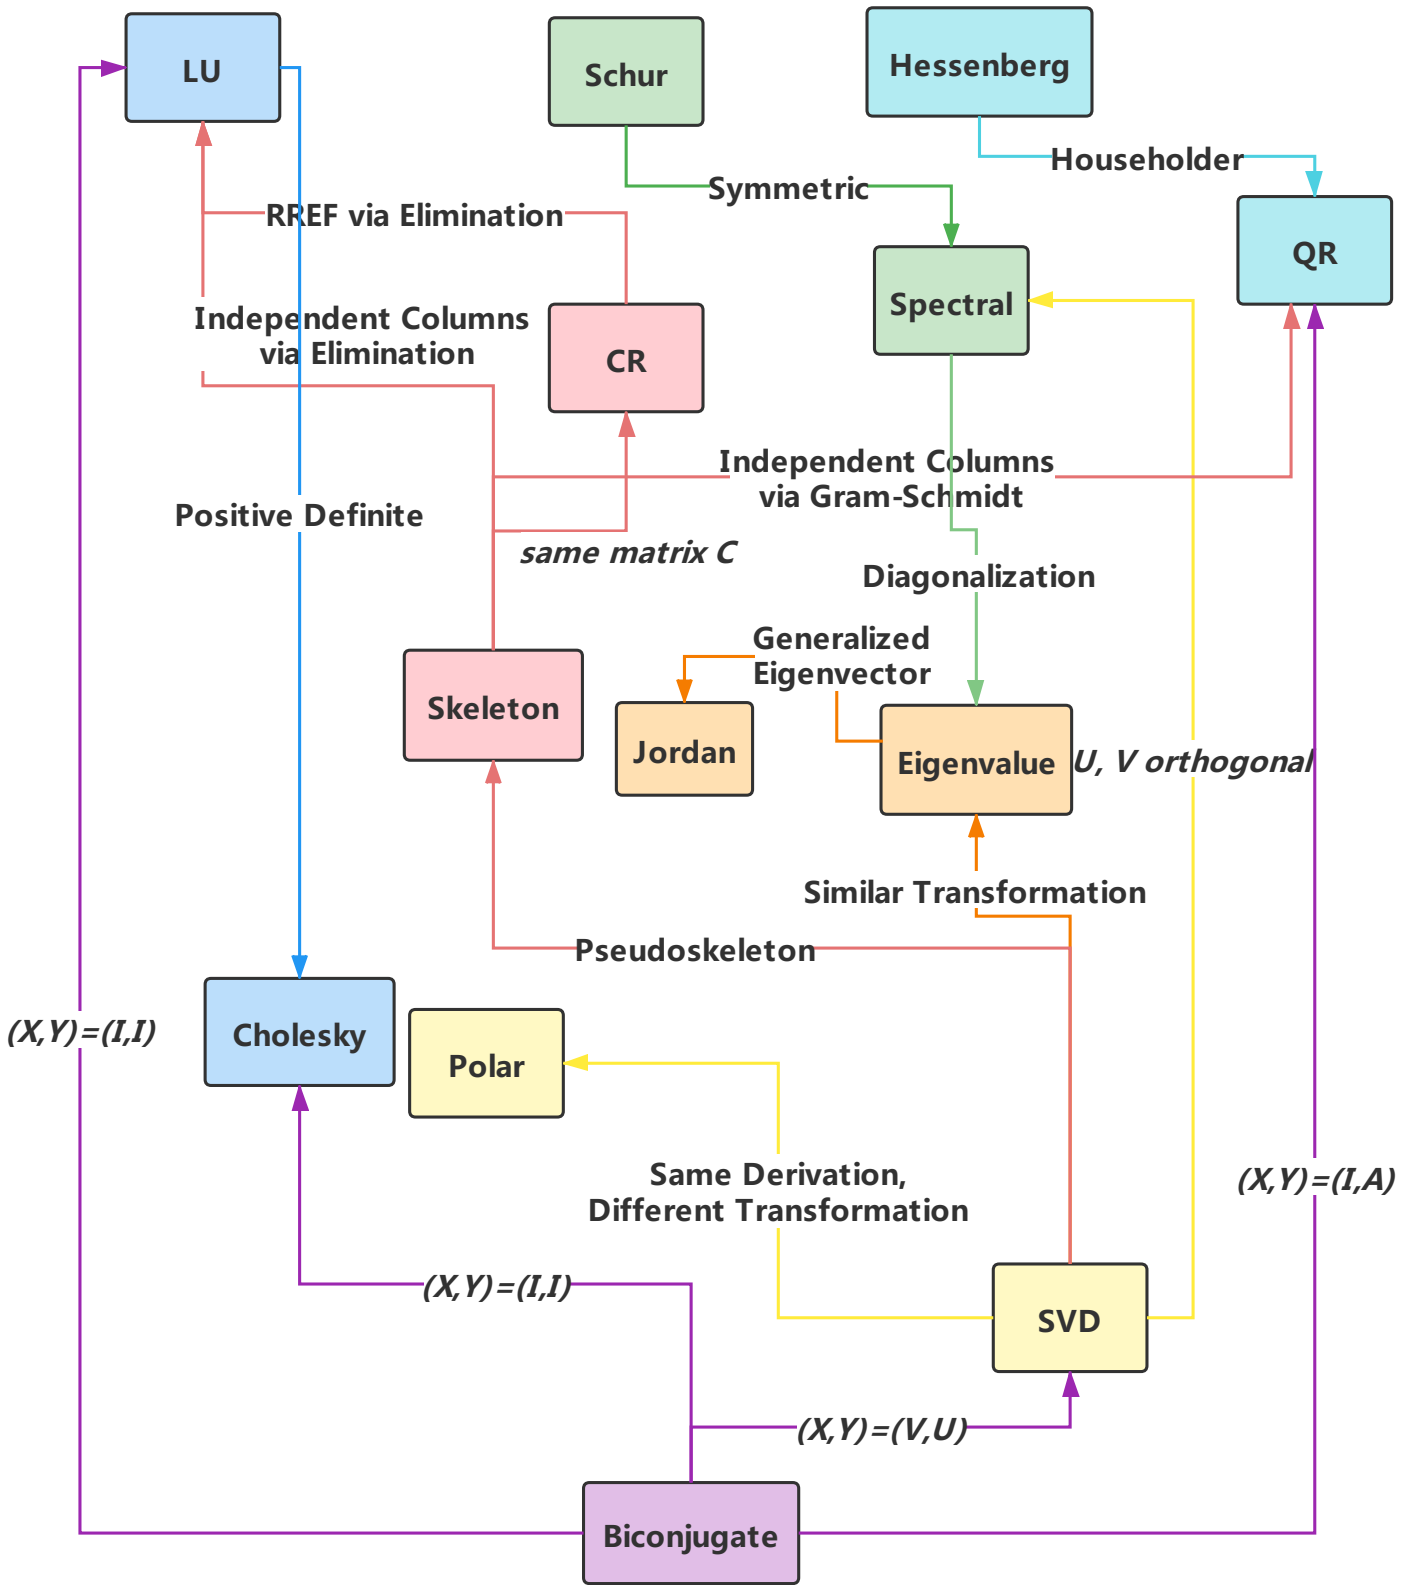 LU
Schur
Hessenberg
Householder
Symmetric
RREF via Elimination
QR
Spectral
Independent Columns
via Elimination
CR
Independent Columns
via Gram-Schmidt
Positive Definite
same matrix C
Diagonalization
Generalized
Eigenvector
Skeleton
Jordan
Eigenvalue
U, V orthogonal
Similar Transformation
Pseudoskeleton
(X,Y)=(I,I)
Cholesky
Polar
Same Derivation,
Different Transformation
(X,Y)=(I,A)
(X,Y)=(I,I)
SVD
(X,Y)=(V,U)
Biconjugate